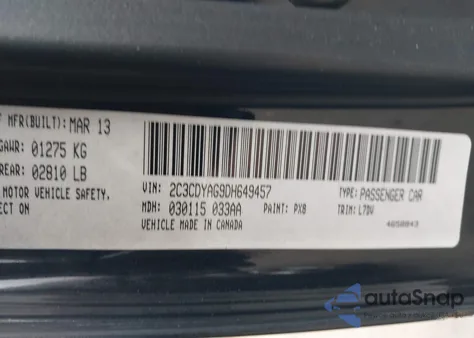 MFR(BUILT): MAR 13
GAWR: 01275 KG
REAR: 02810 LB
MOTOR VEHICLE SAFETY.
ECT ON
VIN: 2C3CDYAG9DH649457
TYPE: PASSENGER CAR
MDH: 030115 033AA
PAINT: PX8
TRIM: L7DV
VEHICLE MADE IN CANADA
autoSnap